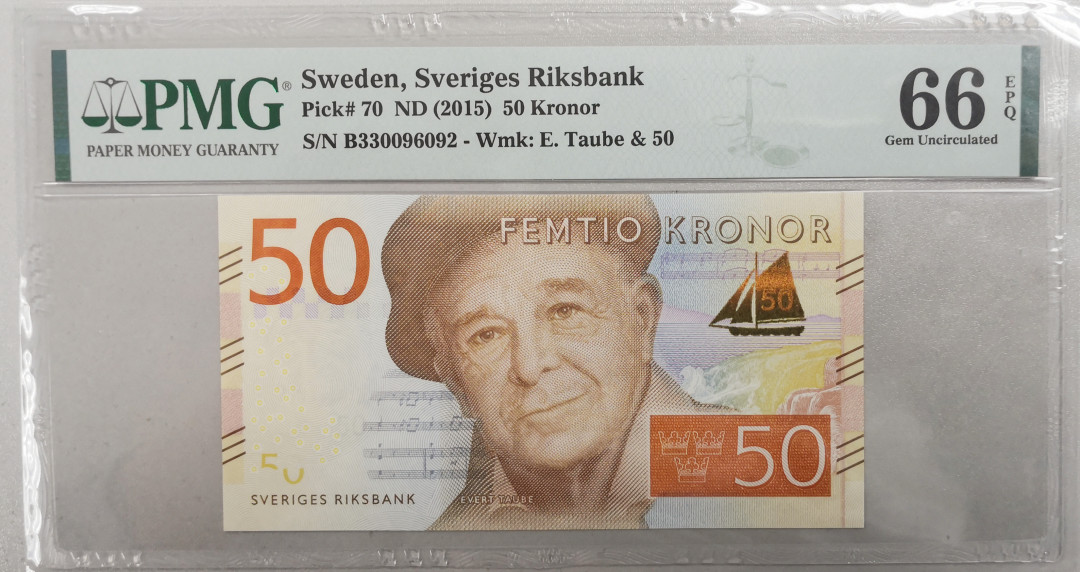 PMG®
PAPER MONEY GUARANTY
Sweden, Sveriges Riksbank
Pick# 70 ND (2015) 50 Kronor
S/N B330096092 - Wmk: E. Taube & 50
66
EPQ
Gem Uncirculated
50
FEMTIO KRONOR
50
50
50
SVERIGES RIKSBANK
EVERT TAUBE